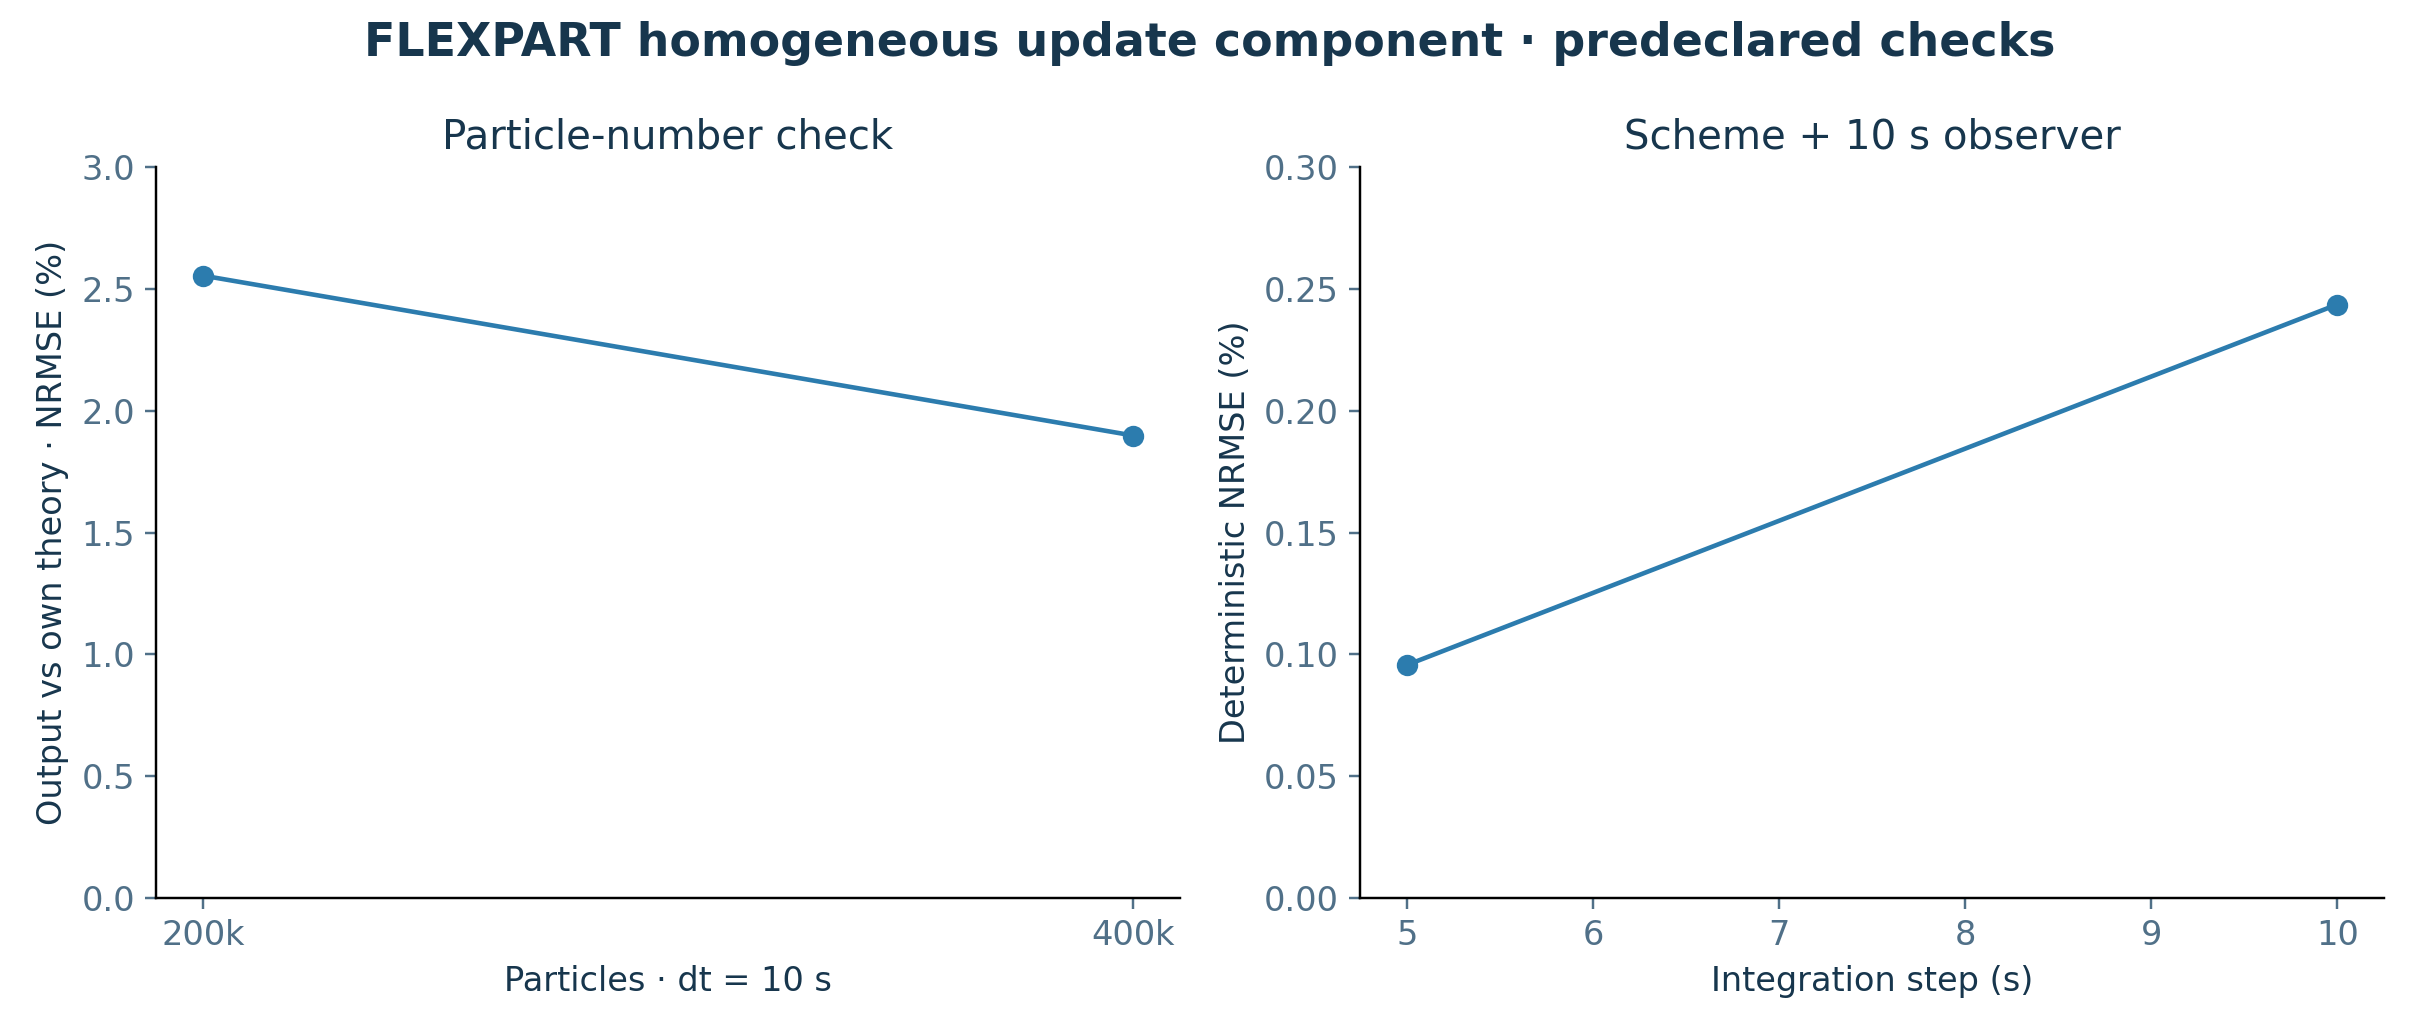 FLEXPART homogeneous update component · predeclared checks
Particle-number check
Output vs own theory · NRMSE (%)
3.0
2.5
2.0
1.5
1.0
0.5
0.0
200k 400k
Particles · dt = 10 s
Scheme + 10 s observer
Deterministic NRMSE (%)
0.30
0.25
0.20
0.15
0.10
0.05
0.00
5 6 7 8 9 10
Integration step (s)